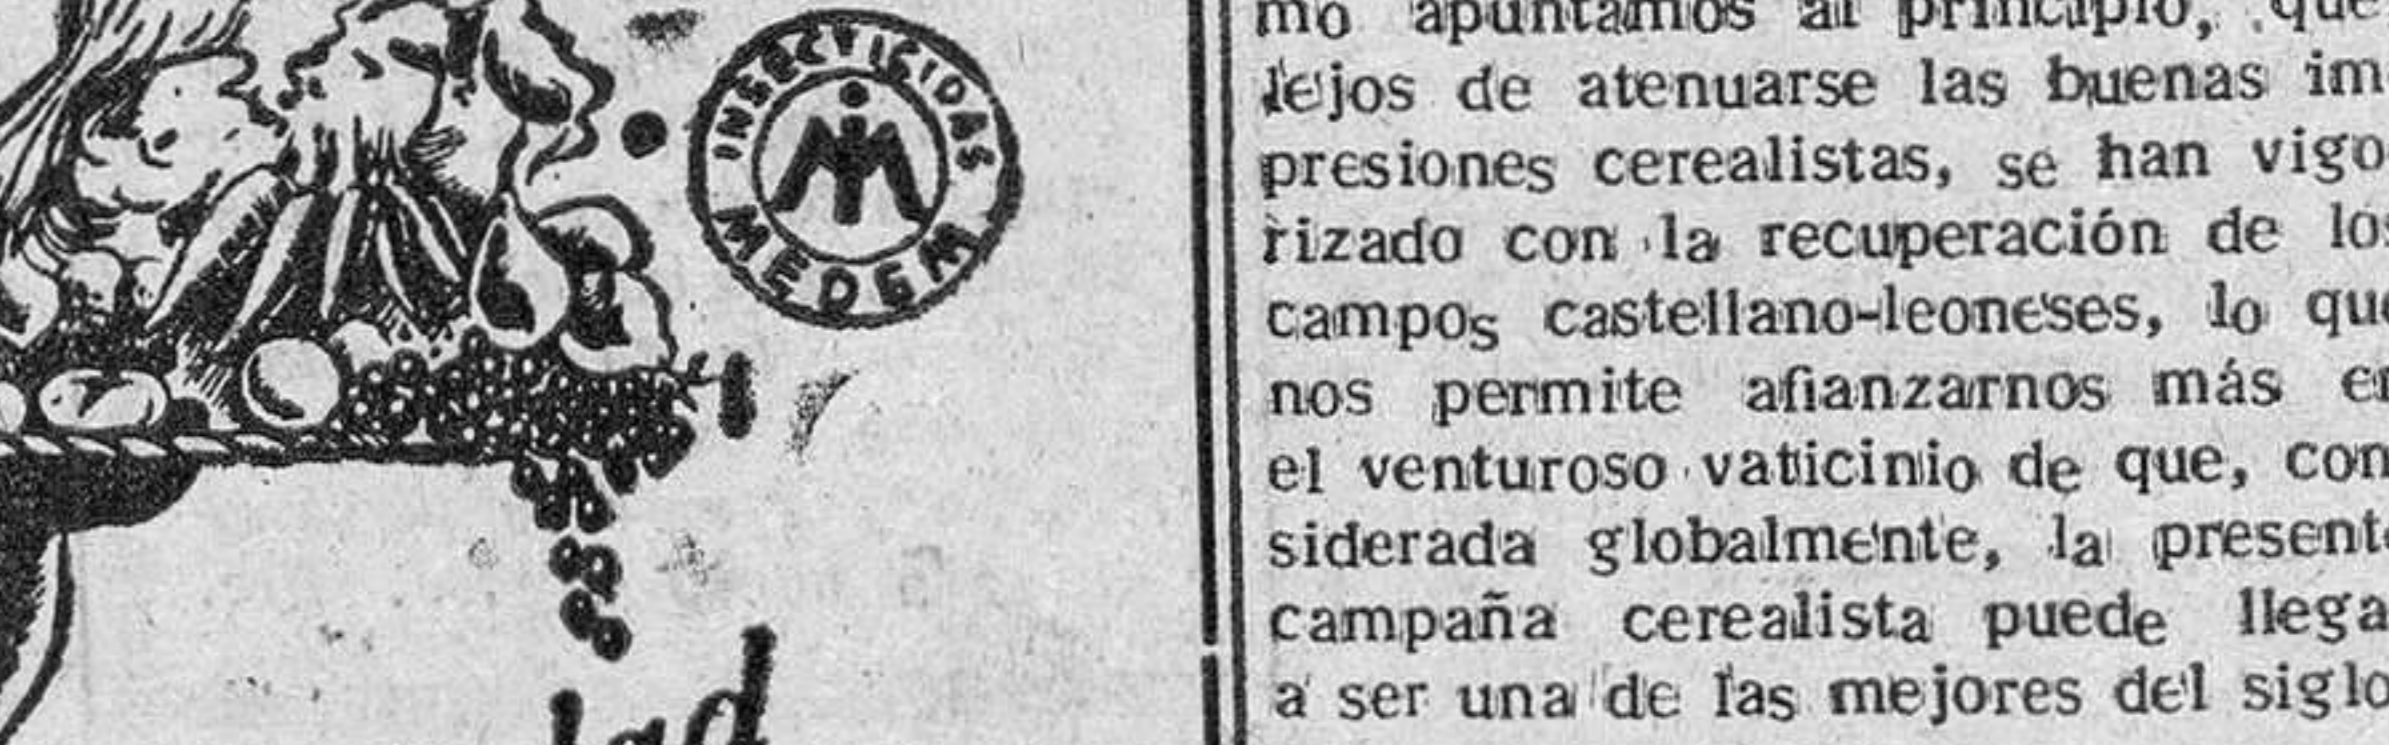 INSECTICIDAS
MEDEM
mo apuntamos al principio, que
lejos de atenuarse las buenas im-
presiones cerealistas, se han vigo-
rizado con la recuperación de los
campos castellano-leoneses, lo que
nos permite afianzarnos más en
el venturoso vaticinio de que, con
siderada globalmente, la presente
campaña cerealista puede llega
a ser una de las mejores del siglo